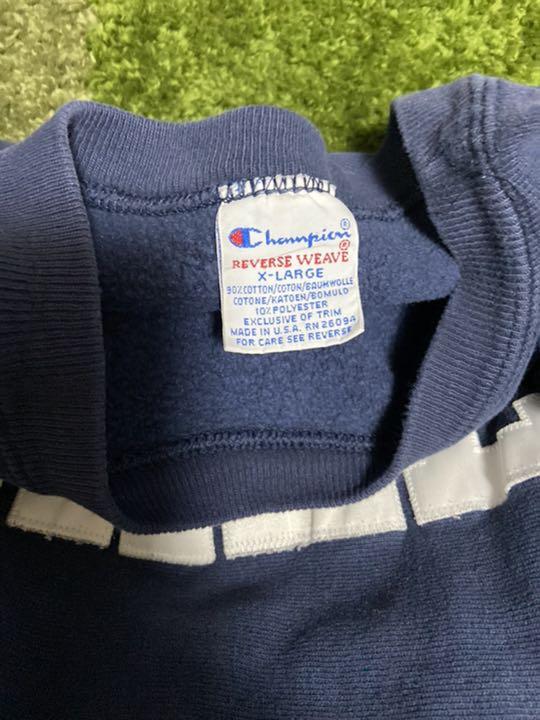 Champion®
REVERSE WEAVE®
X-LARGE
90%COTTON/COTON/BAUMWOLLE
COTONE/KATOEN/BOMULD
10%POLYESTER
EXCLUSIVE OF TRIM
MADE IN U.S.A. RN 26094
FOR CARE SEE REVERSE